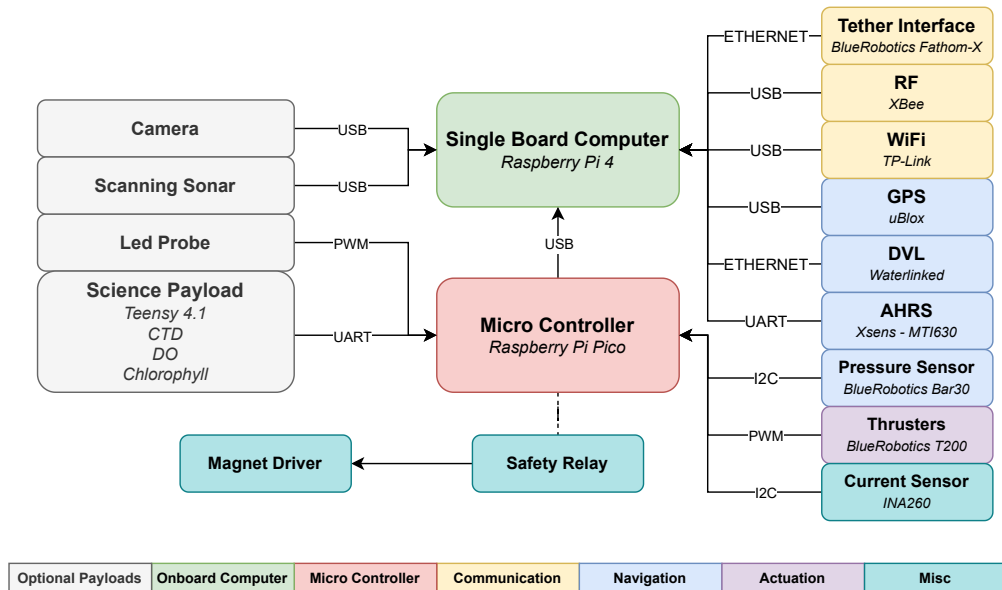 Camera
Scanning Sonar
Led Probe
Science Payload
Teensy 4.1
CTD
DO
Chlorophyll
USB
USB
PWM
UART
Single Board Computer
Raspberry Pi 4
USB
Micro Controller
Raspberry Pi Pico
Magnet Driver
Safety Relay
ETHERNET
USB
USB
USB
ETHERNET
UART
I2C
PWM
I2C
Tether Interface
BlueRobotics Fathom-X
RF
XBee
WiFi
TP-Link
GPS
uBlox
DVL
Waterlinked
AHRS
Xsens - MTI630
Pressure Sensor
BlueRobotics Bar30
Thrusters
BlueRobotics T200
Current Sensor
INA260
Optional Payloads
Onboard Computer
Micro Controller
Communication
Navigation
Actuation
Misc